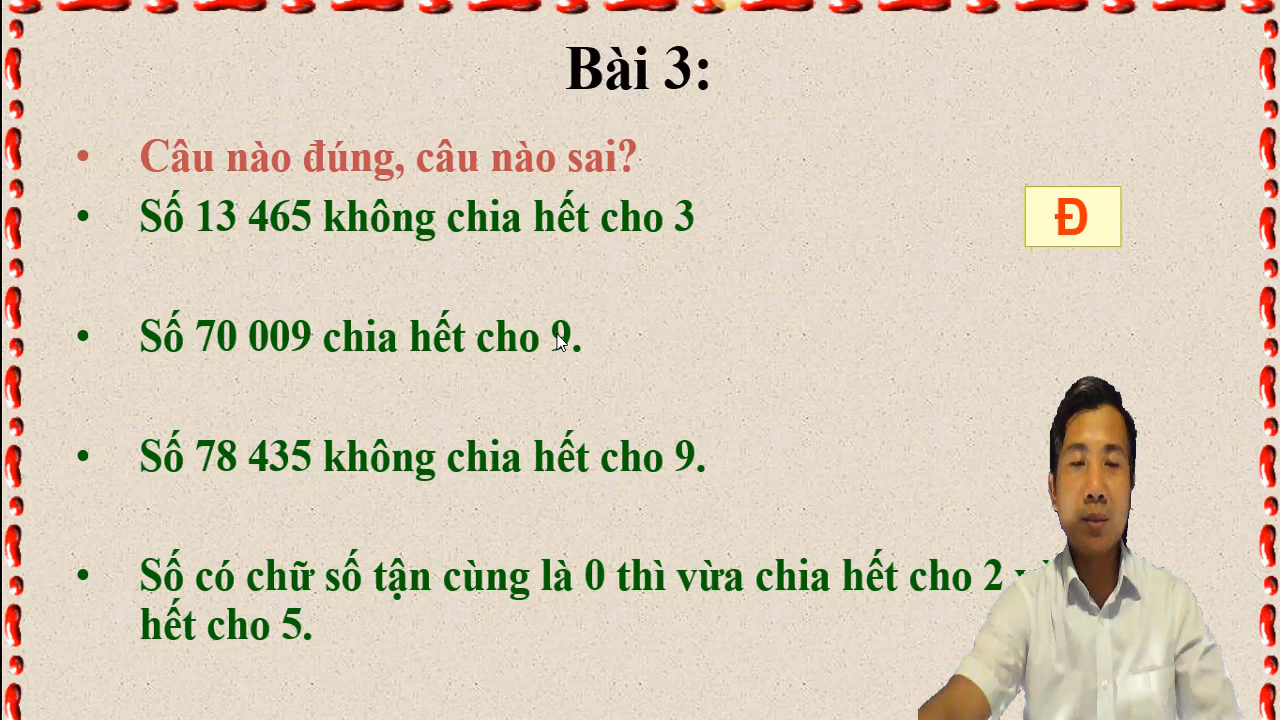 Bài 3:
Câu nào đúng, câu nào sai?
Số 13 465 không chia hết cho 3
Đ
Số 70 009 chia hết cho 9.
Số 78 435 không chia hết cho 9.
Số có chữ số tận cùng là 0 thì vừa chia hết cho 2
hết cho 5.